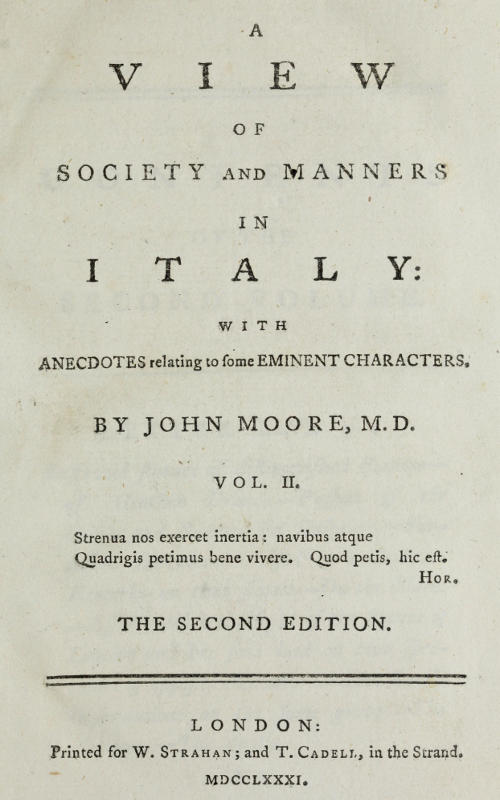 A
VIEW
OF
SOCIETY AND MANNERS
IN
ITALY:
WITH
ANECDOTES relating to ſome EMINENT CHARACTERS.
BY JOHN MOORE, M.D.
VOL. II.
Strenua nos exercet inertia: navibus atque
Quadrigis petimus bene vivere. Quod petis, hic eſt.
HOR.
THE SECOND EDITION.
LONDON:
Printed for W. STRAHAN; and T. CADELL, in the Strand.
MDCCLXXXI.